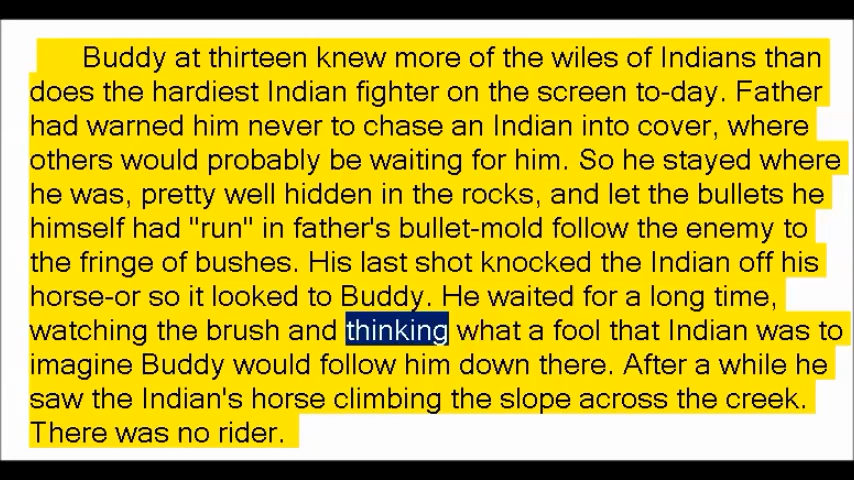 Buddy at thirteen knew more of the wiles of Indians than
does the hardiest Indian fighter on the screen to-day. Father
had warned him never to chase an Indian into cover, where
others would probably be waiting for him. So he stayed where
he was, pretty well hidden in the rocks, and let the bullets he
himself had "run" in father's bullet-mold follow the enemy to
the fringe of bushes. His last shot knocked the Indian off his
horse-or so it looked to Buddy. He waited for a long time,
watching the brush and thinking what a fool that Indian was to
imagine Buddy would follow him down there. After a while he
saw the Indian's horse climbing the slope across the creek.
There was no rider.